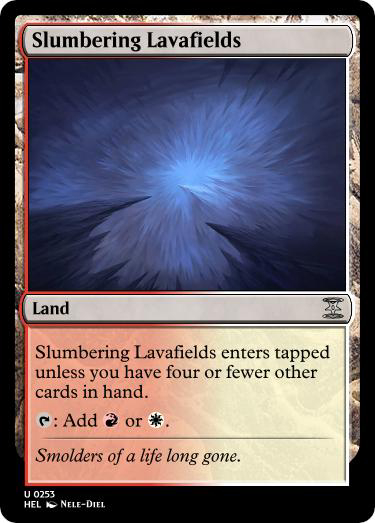 Slumbering Lavafields
Land
Slumbering Lavafields enters tapped
unless you have four or fewer other
cards in hand.
: Add or .
Smolders of a life long gone.
U 0253
HEL Nele-Diel